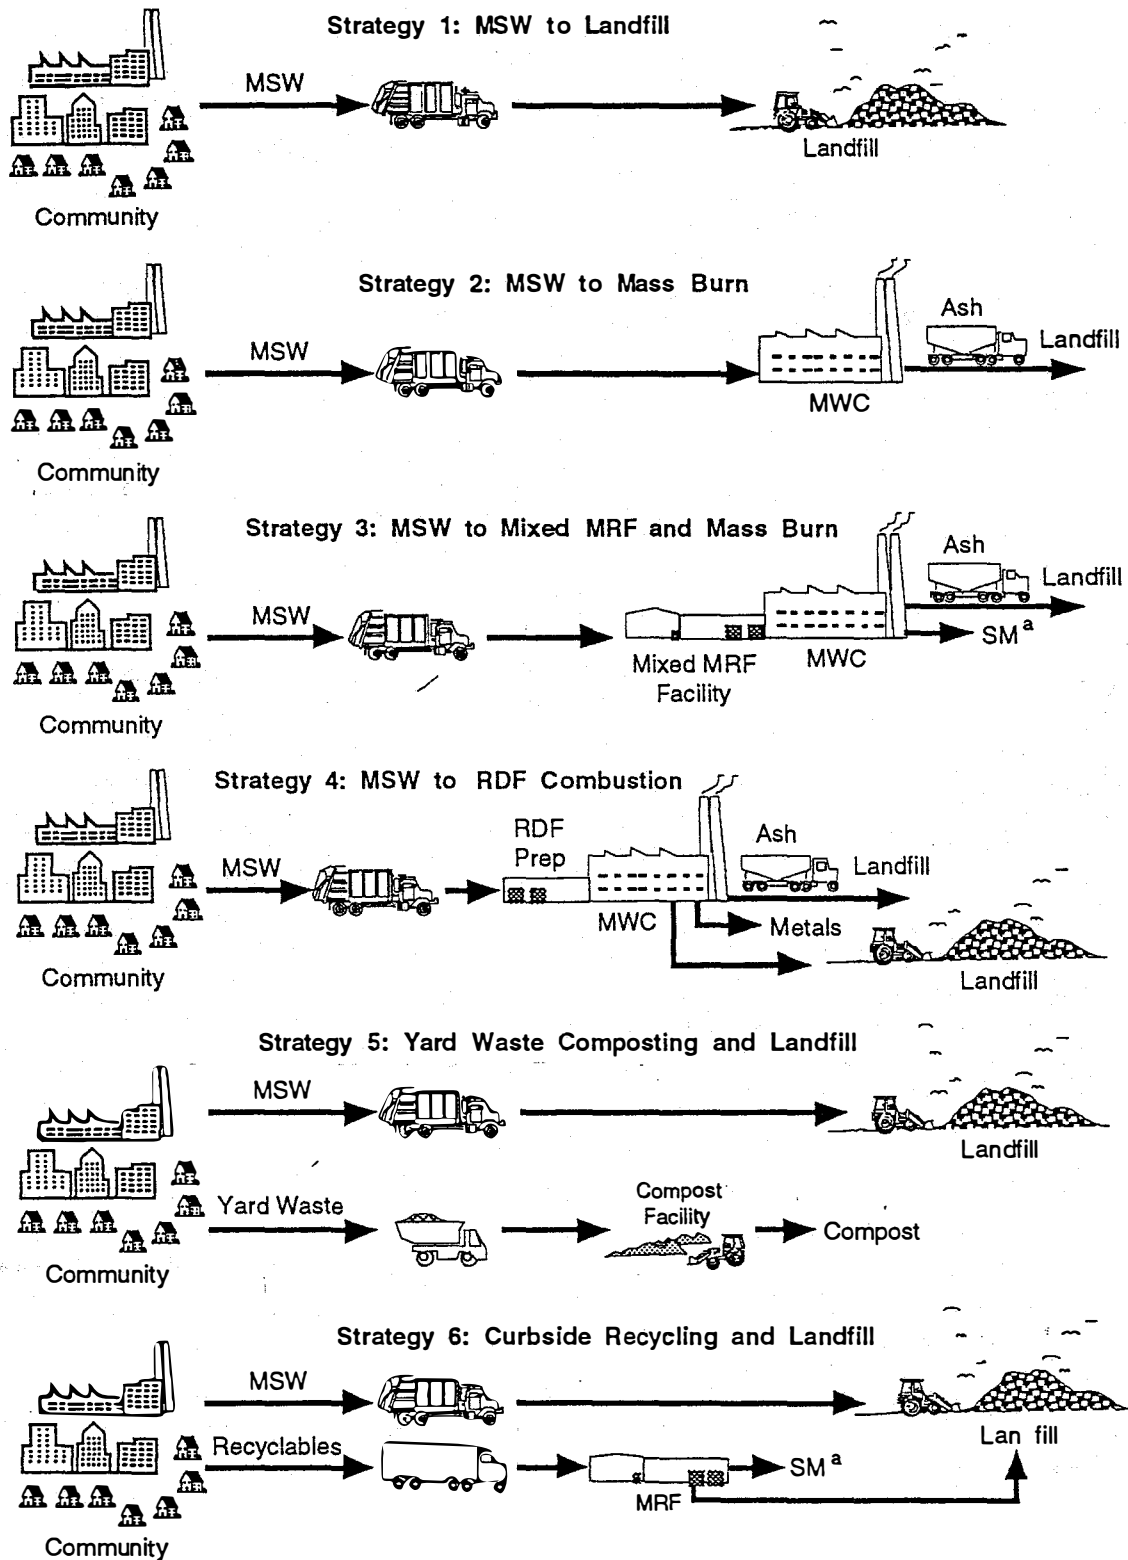 Strategy 1: MSW to Landfill
MSW
Landfill
Community
Strategy 2: MSW to Mass Burn
Ash
MSW
Landfill
MWC
Community
Strategy 3: MSW to Mixed MRF and Mass Burn
Ash
Landfill
MSW
SM a
Mixed MRF
Facility
MWC
Community
Strategy 4: MSW to RDF Combustion
RDF
Prep
Ash
MSW
Landfill
MWC
Metals
Community
Landfill
Strategy 5: Yard Waste Composting and Landfill
MSW
Landfill
Yard Waste
Compost
Facility
Compost
Community
Strategy 6: Curbside Recycling and Landfill
MSW
Lan fill
Recyclables
SM a
MRF
Community